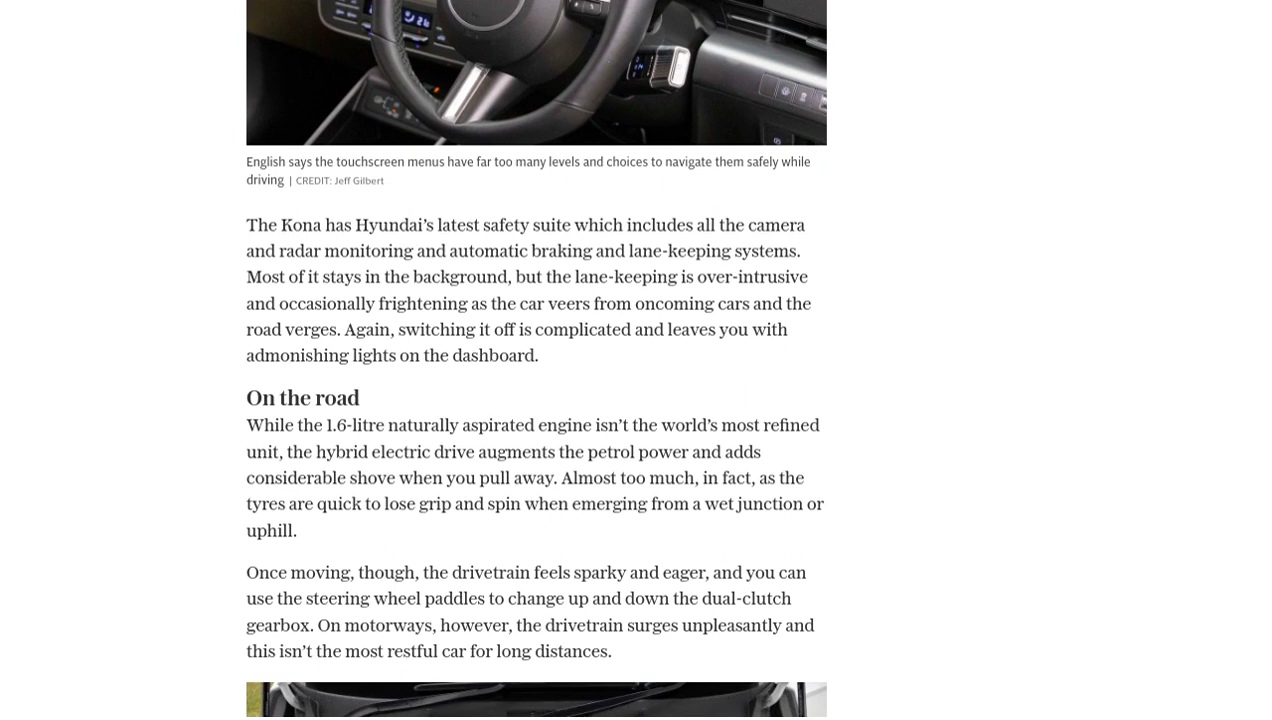 English says the touchscreen menus have far too many levels and choices to navigate them safely while
driving | CREDIT: Jeff Gilbert
The Kona has Hyundai’s latest safety suite which includes all the camera
and radar monitoring and automatic braking and lane-keeping systems.
Most of it stays in the background, but the lane-keeping is over-intrusive
and occasionally frightening as the car veers from oncoming cars and the
road verges. Again, switching it off is complicated and leaves you with
admonishing lights on the dashboard.
On the road
While the 1.6-litre naturally aspirated engine isn’t the world’s most refined
unit, the hybrid electric drive augments the petrol power and adds
considerable shove when you pull away. Almost too much, in fact, as the
tyres are quick to lose grip and spin when emerging from a wet junction or
uphill.
Once moving, though, the drivetrain feels sparky and eager, and you can
use the steering wheel paddles to change up and down the dual-clutch
gearbox. On motorways, however, the drivetrain surges unpleasantly and
this isn’t the most restful car for long distances.